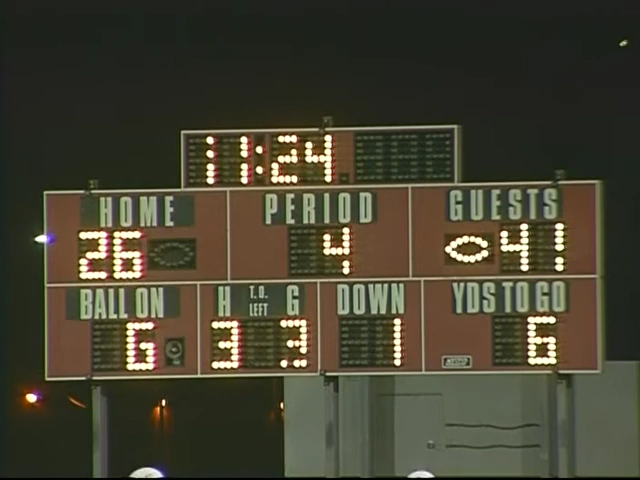 11:24
HOME PERIOD GUESTS
26 4 41
BALL ON H T.O. LEFT G DOWN YDS TO GO
6 3 3 1 6